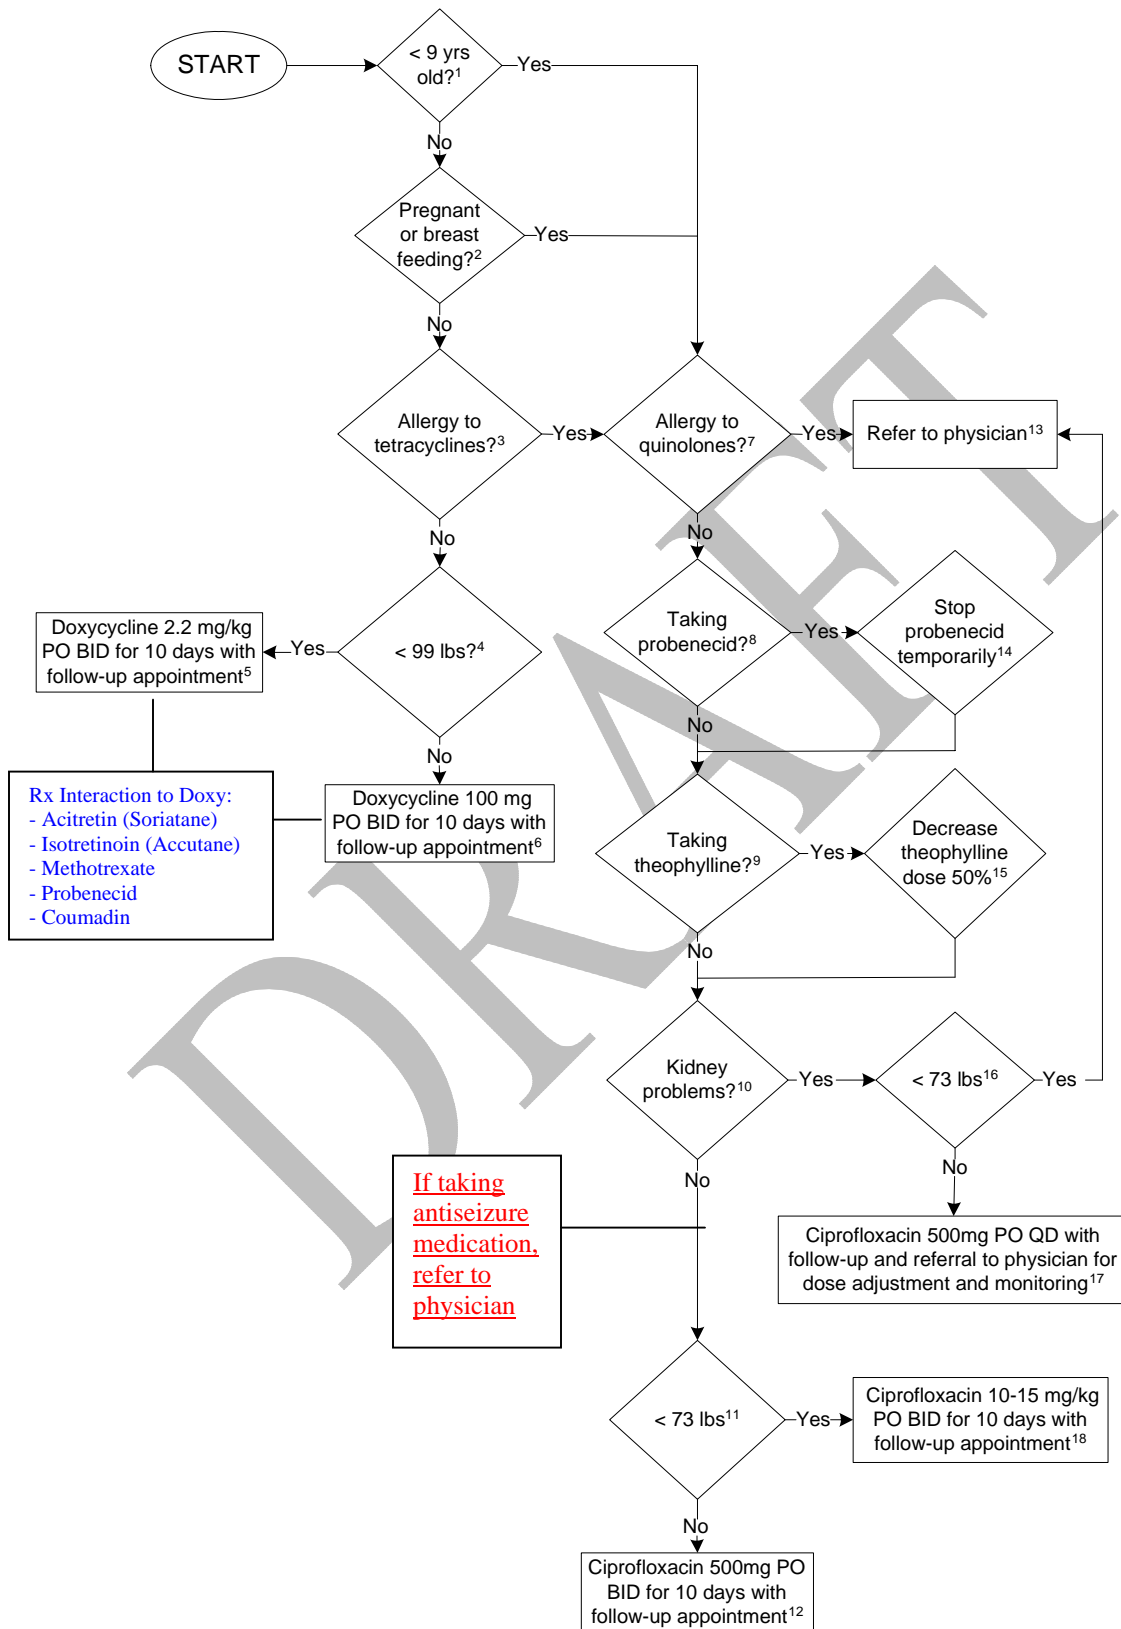 START
< 9 yrs
old?1
Yes
No
Pregnant
or breast
feeding?2
Yes
No
Allergy to
tetracyclines?3
Yes
Allergy to
quinolones?7
Yes
Refer to physician13
No
No
< 99 lbs?4
Yes
Doxycycline 2.2 mg/kg
PO BID for 10 days with
follow-up appointment5
Taking
probenecid?8
Yes
Stop
probenecid
temporarily14
No
No
Rx Interaction to Doxy:
- Acitretin (Soriatane)
- Isotretinoin (Accutane)
- Methotrexate
- Probenecid
- Coumadin
Doxycycline 100 mg
PO BID for 10 days with
follow-up appointment6
Taking
theophylline?9
Yes
Decrease
theophylline
dose 50%15
No
Kidney
problems?10
Yes
< 73 lbs16
Yes
No
No
If taking
antiseizure
medication,
refer to
physician
Ciprofloxacin 500mg PO QD with
follow-up and referral to physician for
dose adjustment and monitoring17
< 73 lbs11
Yes
Ciprofloxacin 10-15 mg/kg
PO BID for 10 days with
follow-up appointment18
No
Ciprofloxacin 500mg PO
BID for 10 days with
follow-up appointment12
DRAFT